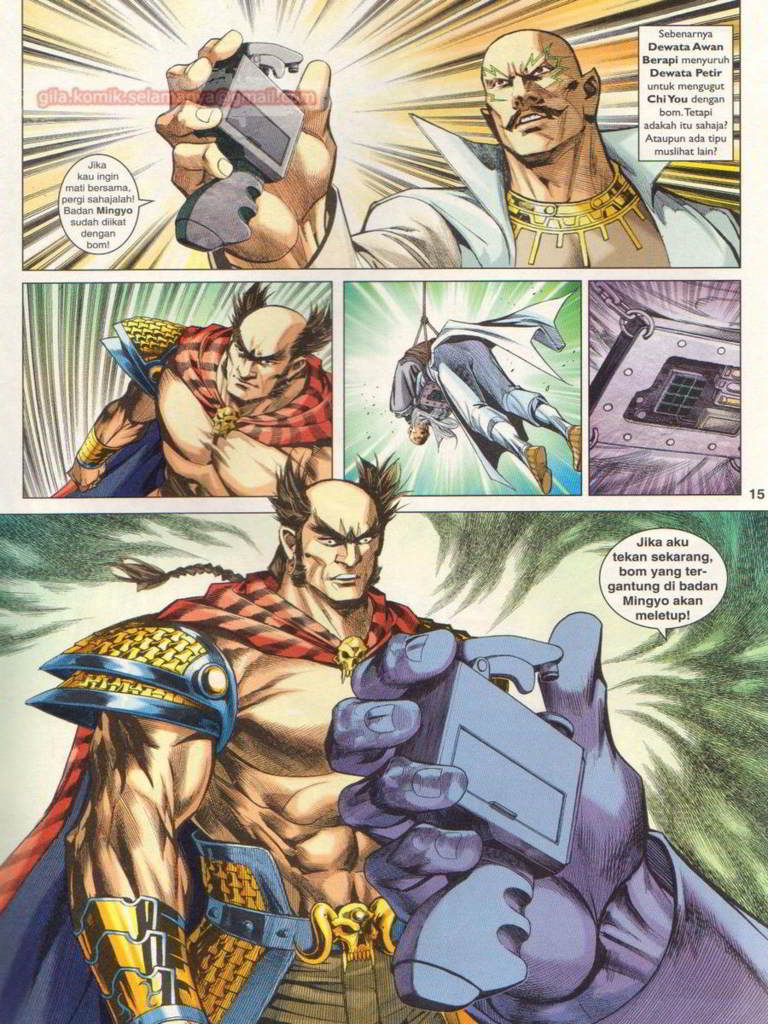 gila.komik.selamanya@gmail.com
Jika
kau ingin
mati bersama,
pergi sahajalah!
Badan Mingyo
sudah diikat
dengan
bom!
Sebenarnya
Dewata Awan
Berapi menyuruh
Dewata Petir
untuk mengugut
Chi You dengan
bom. Tetapi
adakah itu sahaja?
Ataupun ada tipu
muslihat lain?
15
Jika aku
tekan sekarang,
bom yang ter-
gantung di badan
Mingyo akan
meletup!